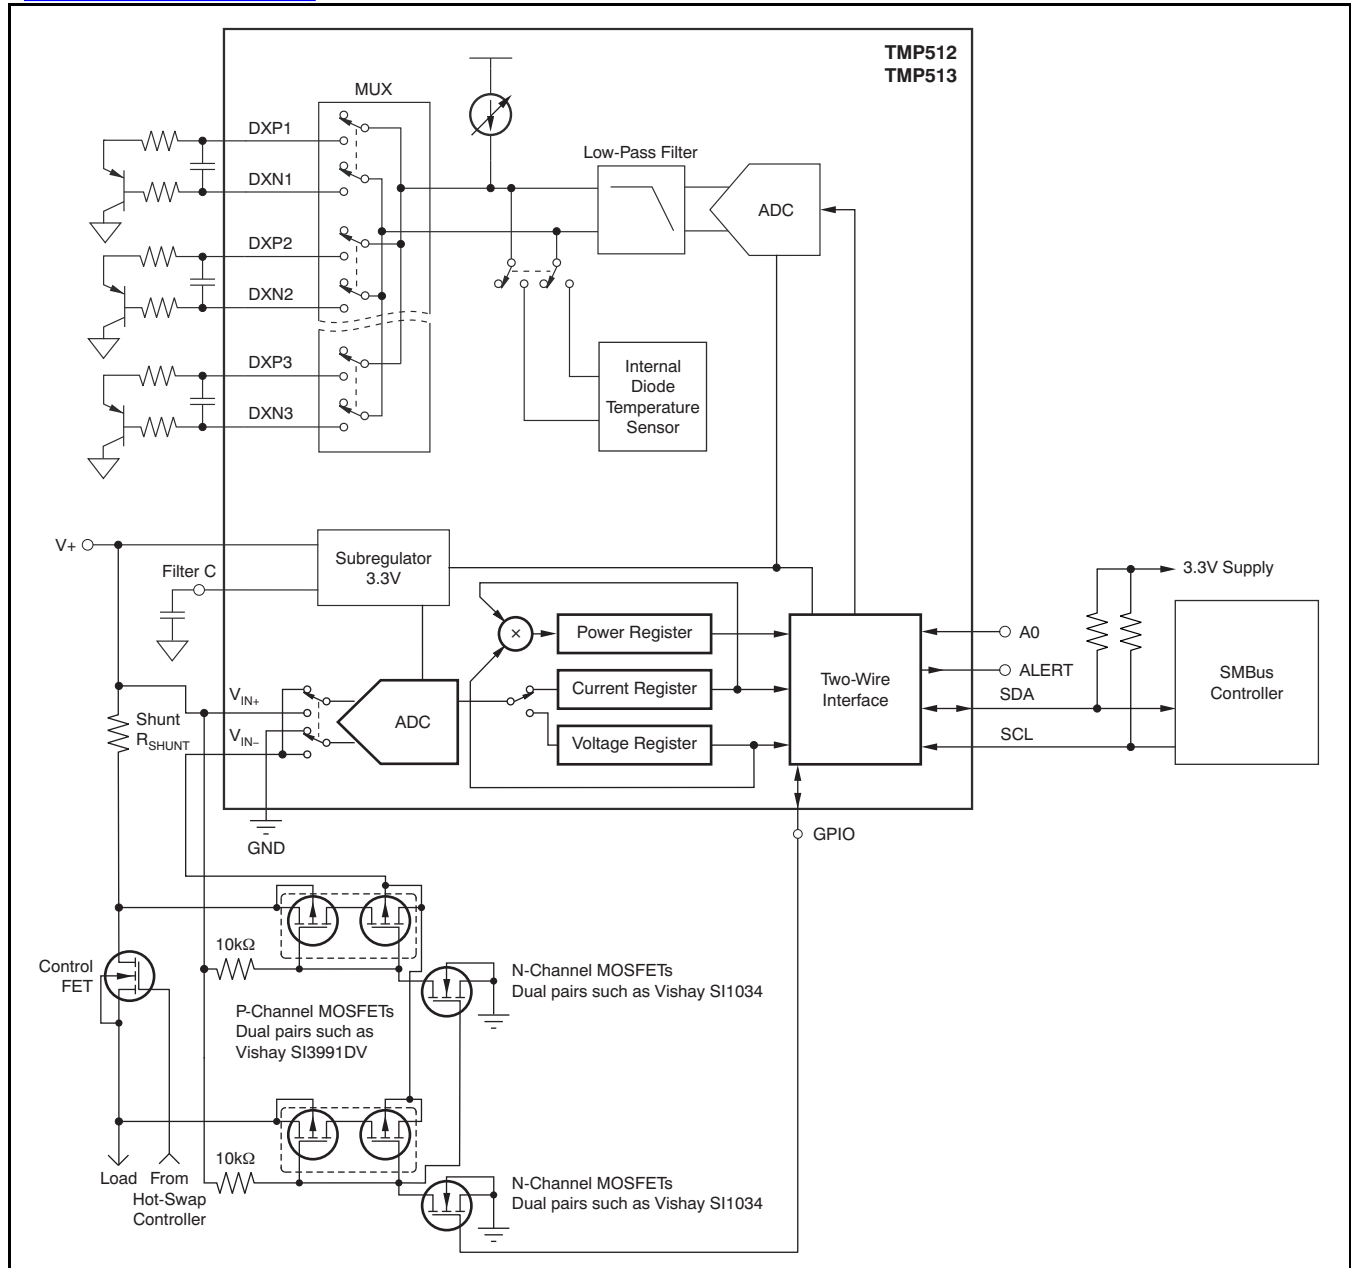 TMP512
TMP513
MUX
DXP1
DXN1
DXP2
DXN2
DXP3
DXN3
Low-Pass Filter
ADC
Internal
Diode
Temperature
Sensor
V+
Filter C
Subregulator
3.3V
×
Power Register
Current Register
Voltage Register
ADC
Two-Wire
Interface
3.3V Supply
A0
ALERT
SDA
SCL
SMBus
Controller
Shunt
RSHUNT
VIN+
VIN−
GND
GPIO
10kΩ
Control
FET
N-Channel MOSFETs
Dual pairs such as Vishay SI1034
P-Channel MOSFETs
Dual pairs such as
Vishay SI3991DV
10kΩ
Load
From
Hot-Swap
Controller
N-Channel MOSFETs
Dual pairs such as Vishay SI1034